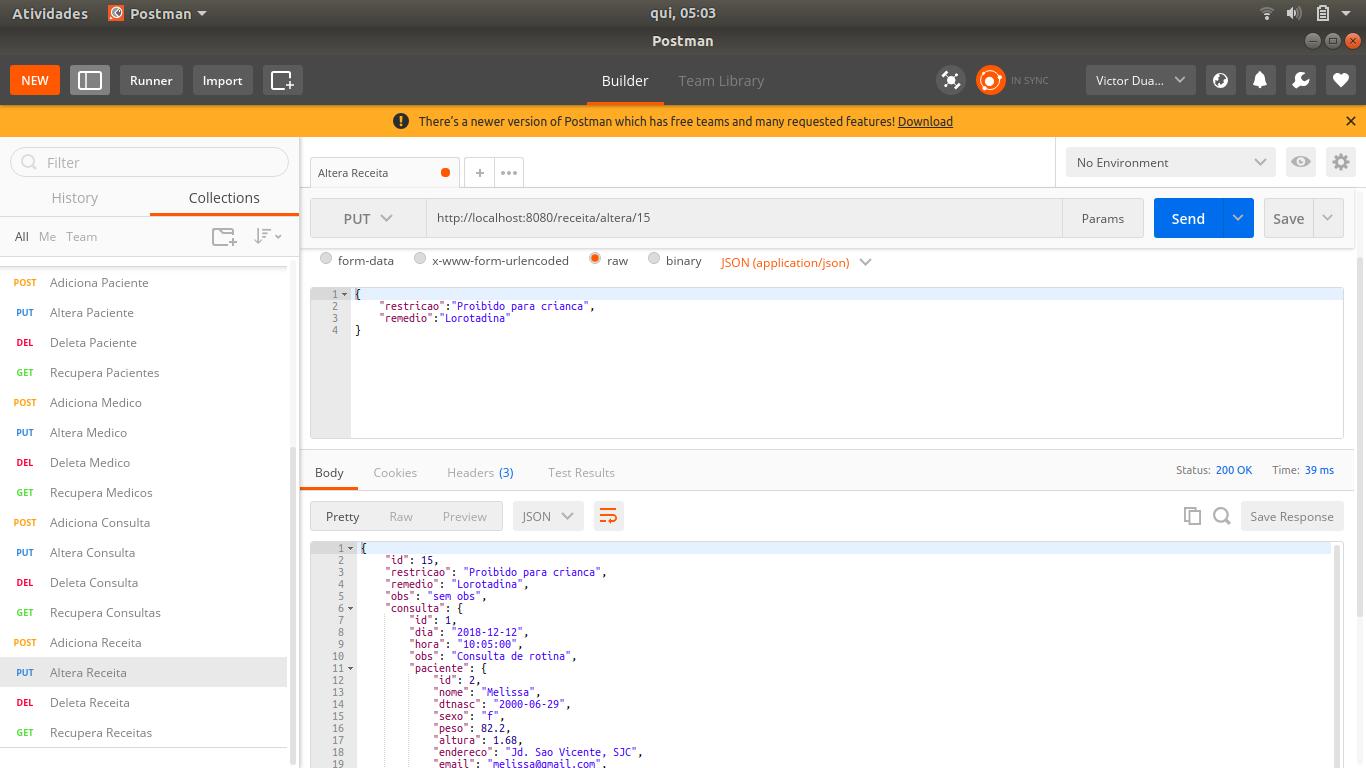 Atividades Postman qui, 05:03
Postman
NEW Runner Import Builder Team Library IN SYNC Victor Dua...
There's a newer version of Postman which has free teams and many requested features! Download
Filter
History Collections
All Me Team
POST Adiciona Paciente
PUT Altera Paciente
DEL Deleta Paciente
GET Recupera Pacientes
POST Adiciona Medico
PUT Altera Medico
DEL Deleta Medico
GET Recupera Medicos
POST Adiciona Consulta
PUT Altera Consulta
DEL Deleta Consulta
GET Recupera Consultas
POST Adiciona Receita
PUT Altera Receita
DEL Deleta Receita
GET Recupera Receitas
Altera Receita + ••• No Environment
PUT http://localhost:8080/receita/altera/15 Params Send Save
form-data x-www-form-urlencoded raw binary JSON (application/json)
1 {
2 "restricao":"Proibido para crianca",
3 "remedio":"Lorotadina"
4 }
Body Cookies Headers (3) Test Results Status: 200 OK Time: 39 ms
Pretty Raw Preview JSON Save Response
1 {
2 "id": 15,
3 "restricao": "Proibido para crianca",
4 "remedio": "Lorotadina",
5 "obs": "sem obs",
6 "consulta": {
7 "id": 1,
8 "dia": "2018-12-12",
9 "hora": "10:05:00",
10 "obs": "Consulta de rotina",
11 "paciente": {
12 "id": 2,
13 "nome": "Melissa",
14 "dtnasc": "2000-06-29",
15 "sexo": "f",
16 "peso": 82.2,
17 "altura": 1.68,
18 "endereco": "Jd. Sao Vicente, SJC",
19 "email": "melissa@gmail.com",